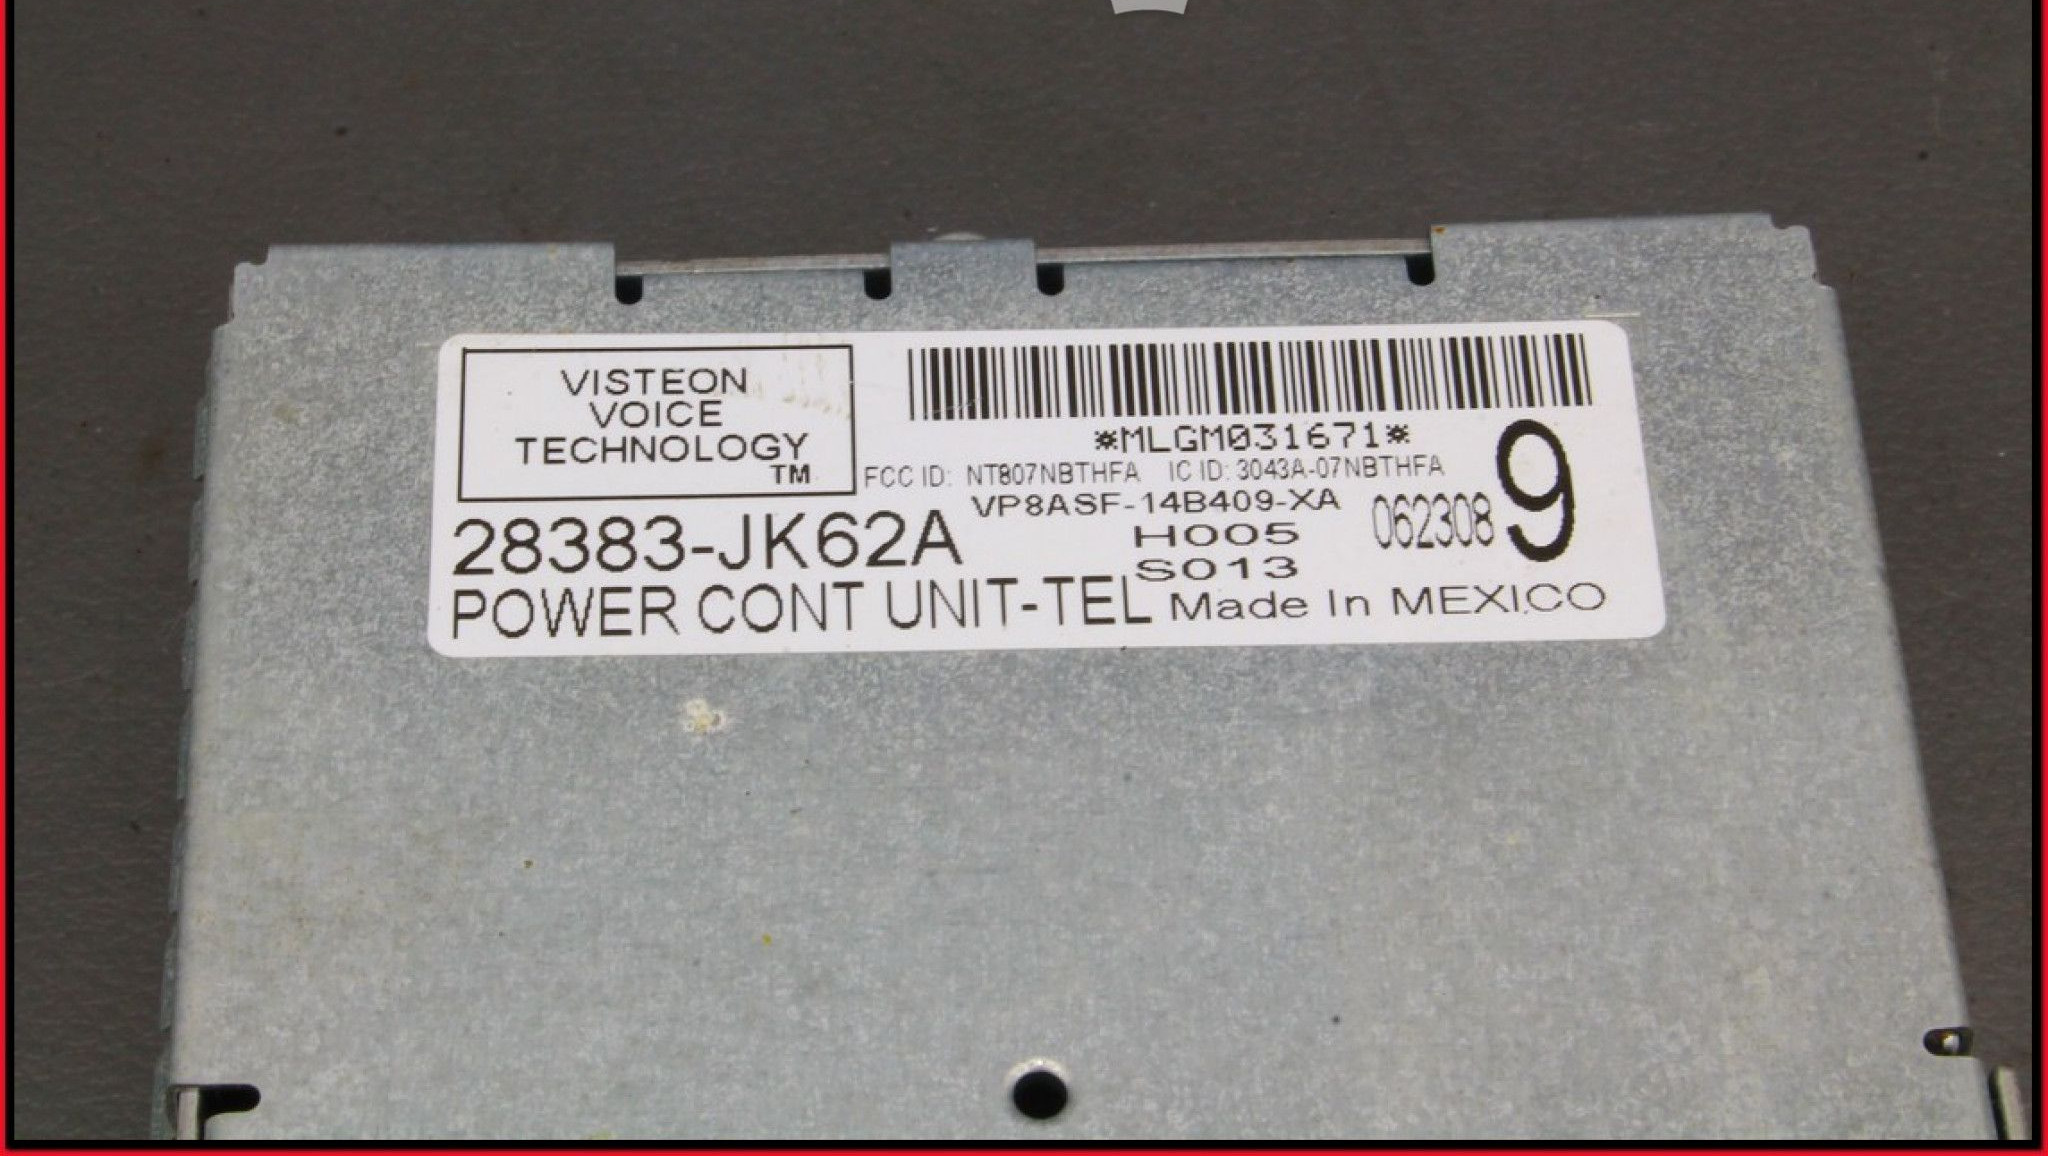 VISTEON
VOICE
TECHNOLOGY
TM
*MLGM031671*
FCC ID: NT807NBTHFA IC ID: 3043A-07NBTHFA
VP8ASF-14B409-XA
28383-JK62A
H005
062308
9
S013
POWER CONT UNIT-TEL
Made In MEXICO